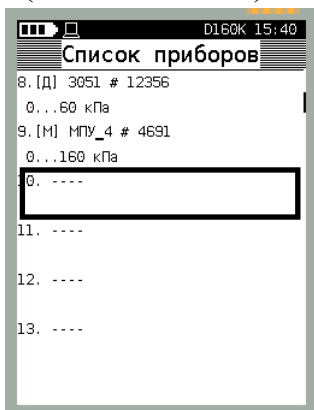 D160K 15:40
Список приборов
8.[Д] 3051 # 12356
0...60 кПа
9.[М] МПУ_4 # 4691
0...160 кПа
10. ----
11. ----
12. ----
13. ----